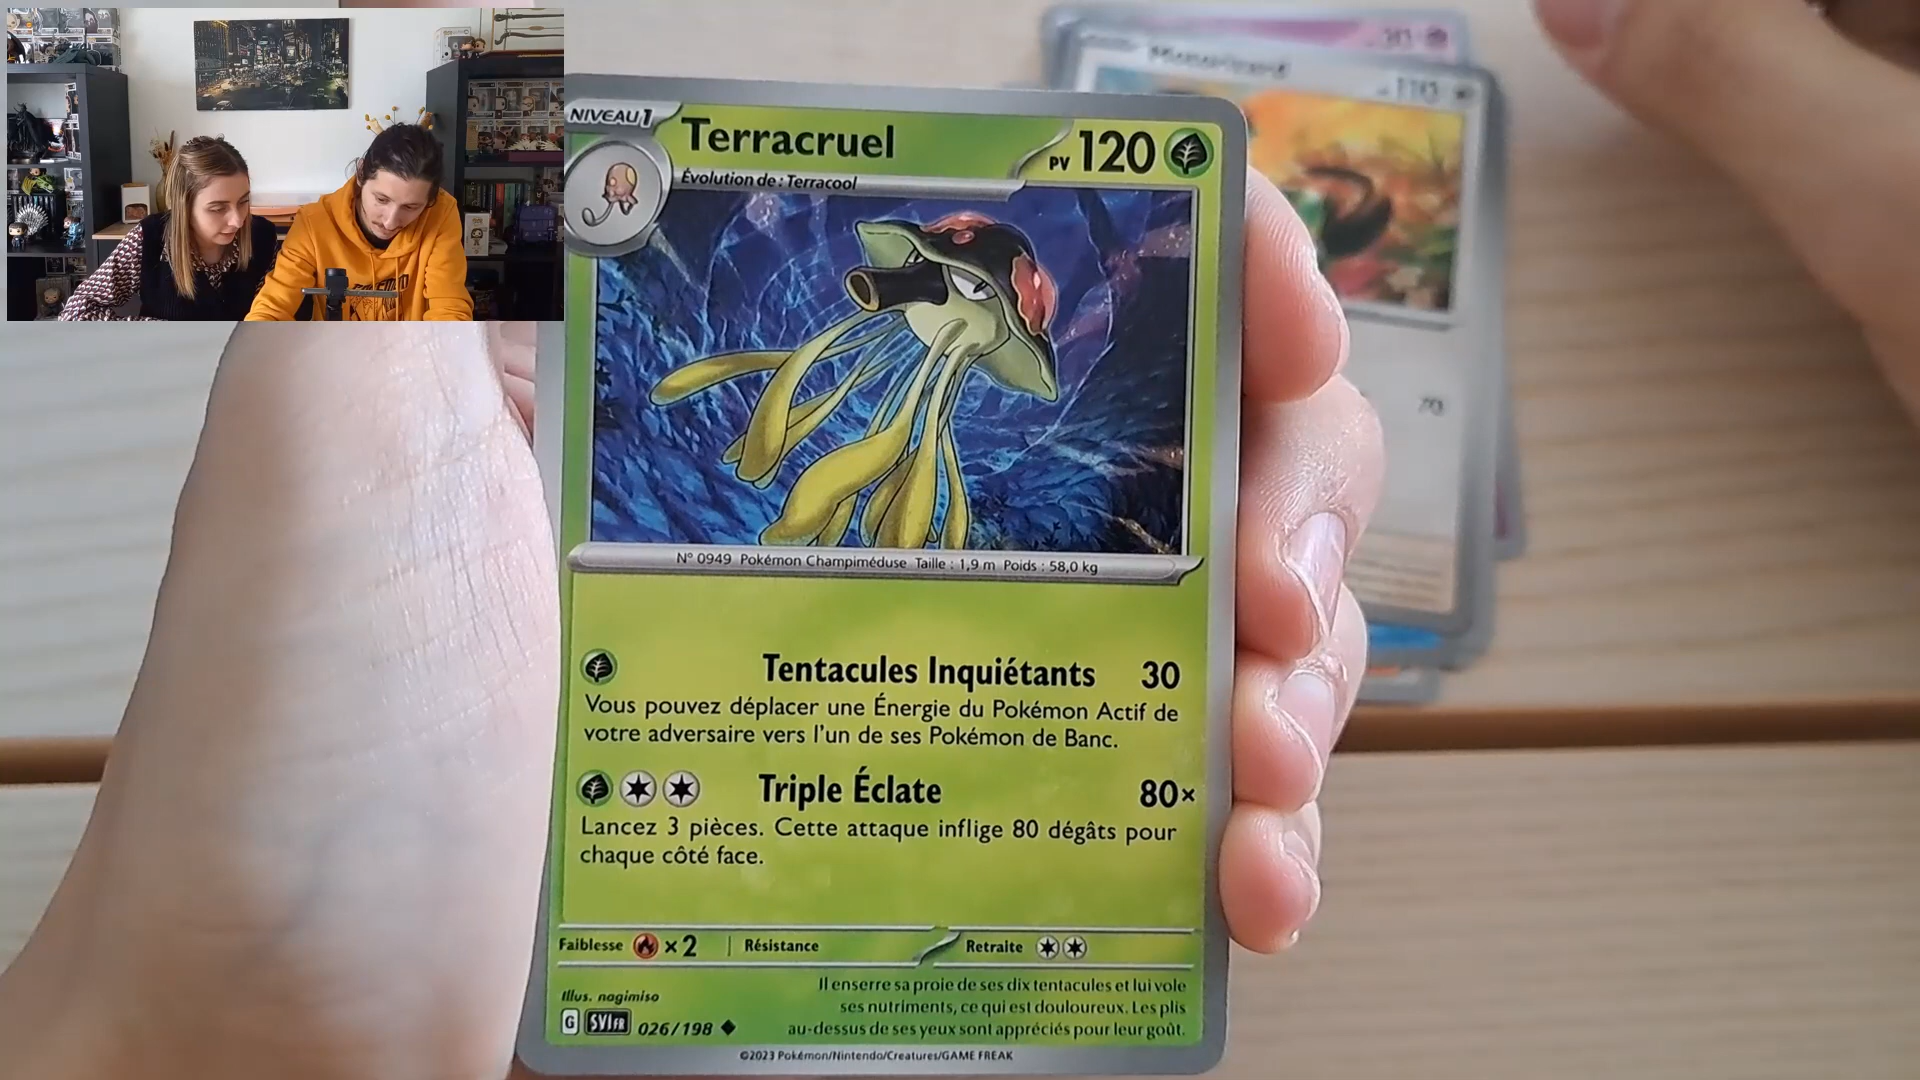 NIVEAU 1
Terracruel
PV 120
Évolution de : Terracool
N° 0949 Pokémon Champiméduse Taille : 1,9 m Poids : 58,0 kg
Tentacules Inquiétants 30
Vous pouvez déplacer une Énergie du Pokémon Actif de
votre adversaire vers l'un de ses Pokémon de Banc.
Triple Éclate 80×
Lancez 3 pièces. Cette attaque inflige 80 dégâts pour
chaque côté face.
Faiblesse ×2 Résistance Retraite
Il enserre sa proie de ses dix tentacules et lui vole
ses nutriments, ce qui est douloureux. Les plis
au-dessus de ses yeux sont appréciés pour leur goût.
Illus. nagimiso
G SVI FR 026/198
©2023 Pokémon/Nintendo/Creatures/GAME FREAK
110
70